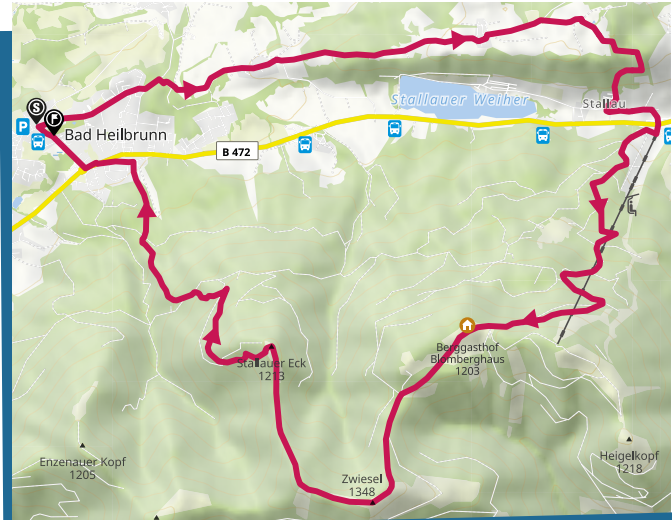 S
F
P
Bad Heilbrunn
B 472
Stallauer Weiher
Stallau
Berggasthof
Blomberghaus
1203
Stallauer Eck
1213
Zwiesel
1348
Enzenauer Kopf
1205
Heigelkopf
1218